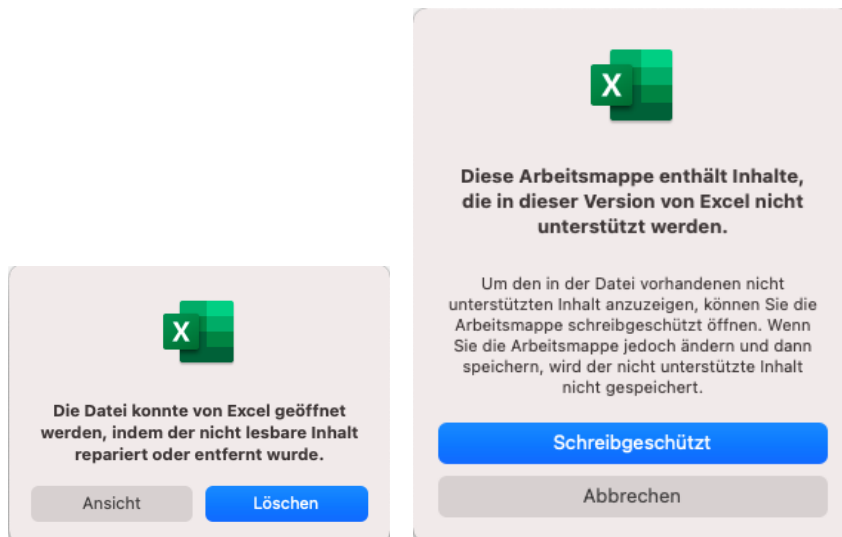 X
Die Datei konnte von Excel geöffnet
werden, indem der nicht lesbare Inhalt
repariert oder entfernt wurde.
Ansicht
Löschen
X
Diese Arbeitsmappe enthält Inhalte,
die in dieser Version von Excel nicht
unterstützt werden.
Um den in der Datei vorhandenen nicht
unterstützten Inhalt anzuzeigen, können Sie die
Arbeitsmappe schreibgeschützt öffnen. Wenn
Sie die Arbeitsmappe jedoch ändern und dann
speichern, wird der nicht unterstützte Inhalt
nicht gespeichert.
Schreibgeschützt
Abbrechen